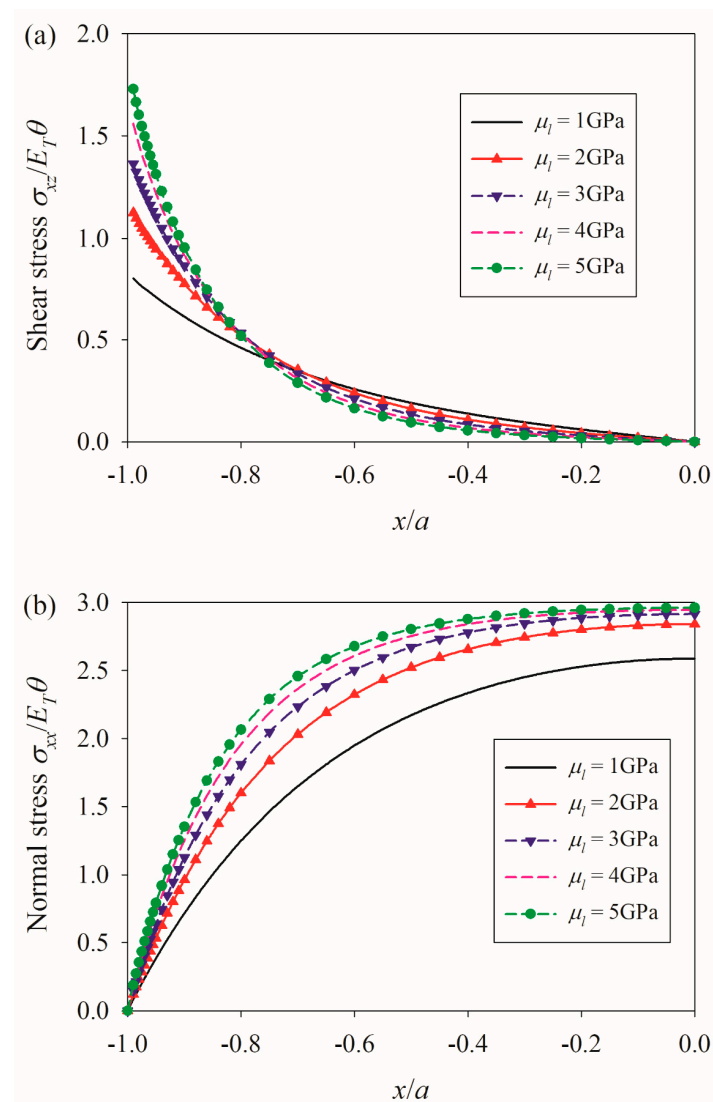 (a)
2.0
1.5
1.0
0.5
0.0
Shear stress σxz/ETθ
μl = 1GPa
μl = 2GPa
μl = 3GPa
μl = 4GPa
μl = 5GPa
-1.0 -0.8 -0.6 -0.4 -0.2 0.0
x/a
(b)
3.0
2.5
2.0
1.5
1.0
0.5
0.0
Normal stress σxx/ETθ
μl = 1GPa
μl = 2GPa
μl = 3GPa
μl = 4GPa
μl = 5GPa
-1.0 -0.8 -0.6 -0.4 -0.2 0.0
x/a